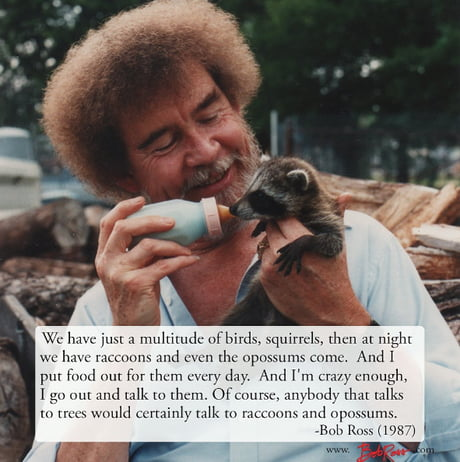 We have just a multitude of birds, squirrels, then at night
we have raccoons and even the opossums come. And I
put food out for them every day. And I'm crazy enough,
I go out and talk to them. Of course, anybody that talks
to trees would certainly talk to raccoons and opossums.
-Bob Ross (1987)
www. BobRoss .com